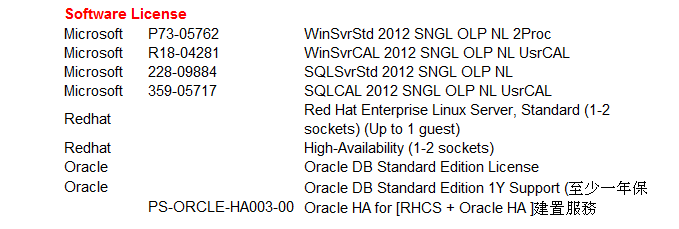 Software License
Microsoft P73-05762 WinSvrStd 2012 SNGL OLP NL 2Proc
Microsoft R18-04281 WinSvrCAL 2012 SNGL OLP NL UsrCAL
Microsoft 228-09884 SQLSvrStd 2012 SNGL OLP NL
Microsoft 359-05717 SQLCAL 2012 SNGL OLP NL UsrCAL
Redhat Red Hat Enterprise Linux Server, Standard (1-2
sockets) (Up to 1 guest)
Redhat High-Availability (1-2 sockets)
Oracle Oracle DB Standard Edition License
Oracle Oracle DB Standard Edition 1Y Support (至少一年保
PS-ORCLE-HA003-00 Oracle HA for [RHCS + Oracle HA ]建置服務